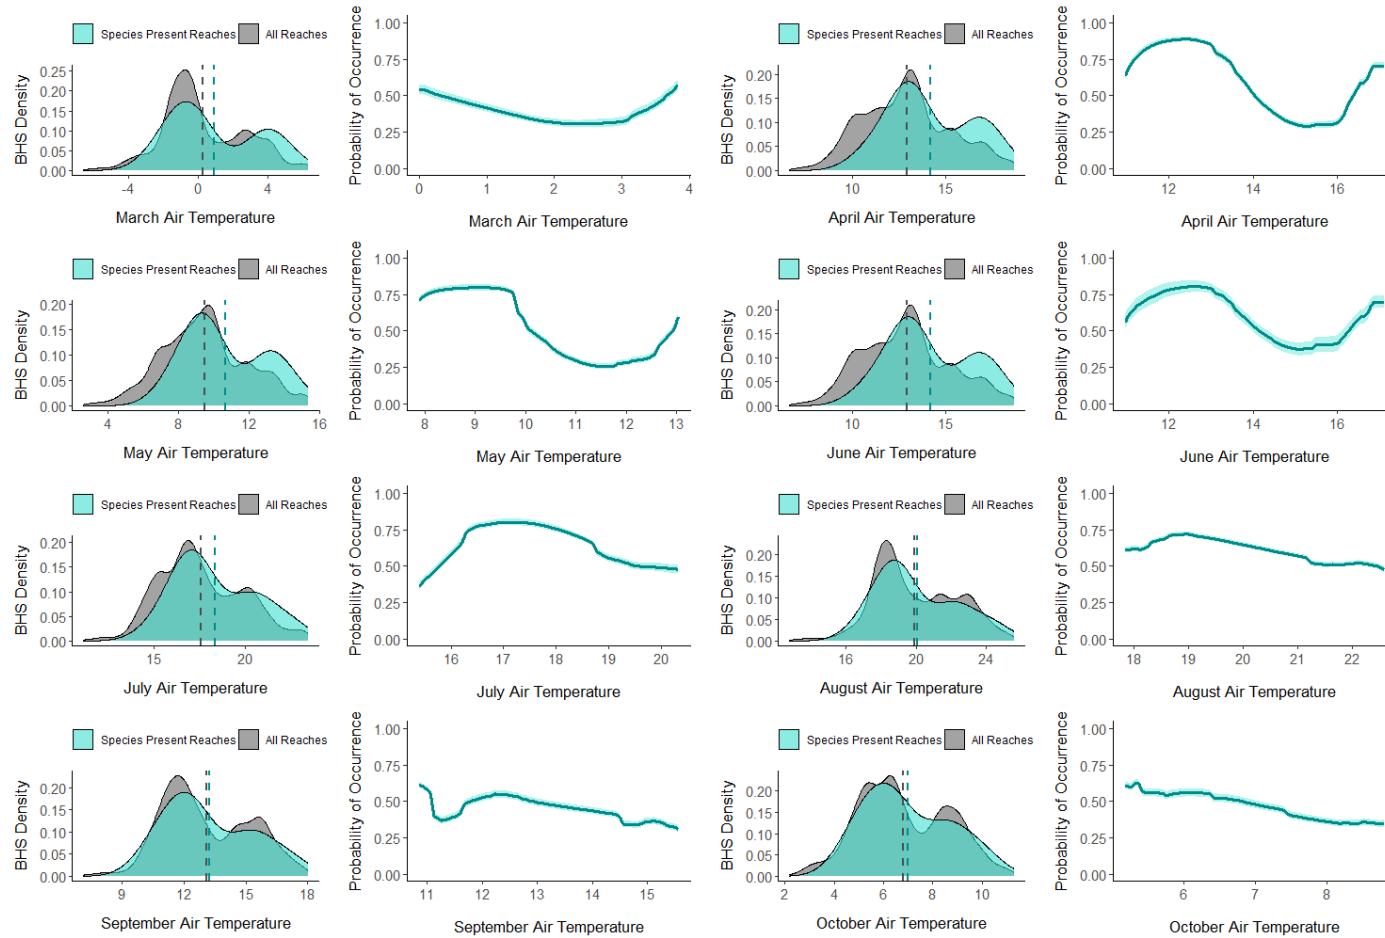 Species Present Reaches All Reaches
BHS Density
0.25
0.20
0.15
0.10
0.05
0.00
-4 0 4
March Air Temperature
Probability of Occurrence
1.00
0.75
0.50
0.25
0.00
0 1 2 3 4
March Air Temperature
Species Present Reaches All Reaches
BHS Density
0.20
0.15
0.10
0.05
0.00
10 15
April Air Temperature
Probability of Occurrence
1.00
0.75
0.50
0.25
0.00
12 14 16
April Air Temperature
Species Present Reaches All Reaches
BHS Density
0.20
0.15
0.10
0.05
0.00
4 8 12 16
May Air Temperature
Probability of Occurrence
1.00
0.75
0.50
0.25
0.00
8 9 10 11 12 13
May Air Temperature
Species Present Reaches All Reaches
BHS Density
0.20
0.15
0.10
0.05
0.00
10 15
June Air Temperature
Probability of Occurrence
1.00
0.75
0.50
0.25
0.00
12 14 16
June Air Temperature
Species Present Reaches All Reaches
BHS Density
0.20
0.15
0.10
0.05
0.00
15 20
July Air Temperature
Probability of Occurrence
1.00
0.75
0.50
0.25
0.00
16 17 18 19 20
July Air Temperature
Species Present Reaches All Reaches
BHS Density
0.20
0.15
0.10
0.05
0.00
16 20 24
August Air Temperature
Probability of Occurrence
1.00
0.75
0.50
0.25
0.00
18 19 20 21 22
August Air Temperature
Species Present Reaches All Reaches
BHS Density
0.20
0.15
0.10
0.05
0.00
9 12 15 18
September Air Temperature
Probability of Occurrence
1.00
0.75
0.50
0.25
0.00
11 12 13 14 15
September Air Temperature
Species Present Reaches All Reaches
BHS Density
0.20
0.15
0.10
0.05
0.00
2 4 6 8 10
October Air Temperature
Probability of Occurrence
1.00
0.75
0.50
0.25
0.00
6 7 8
October Air Temperature